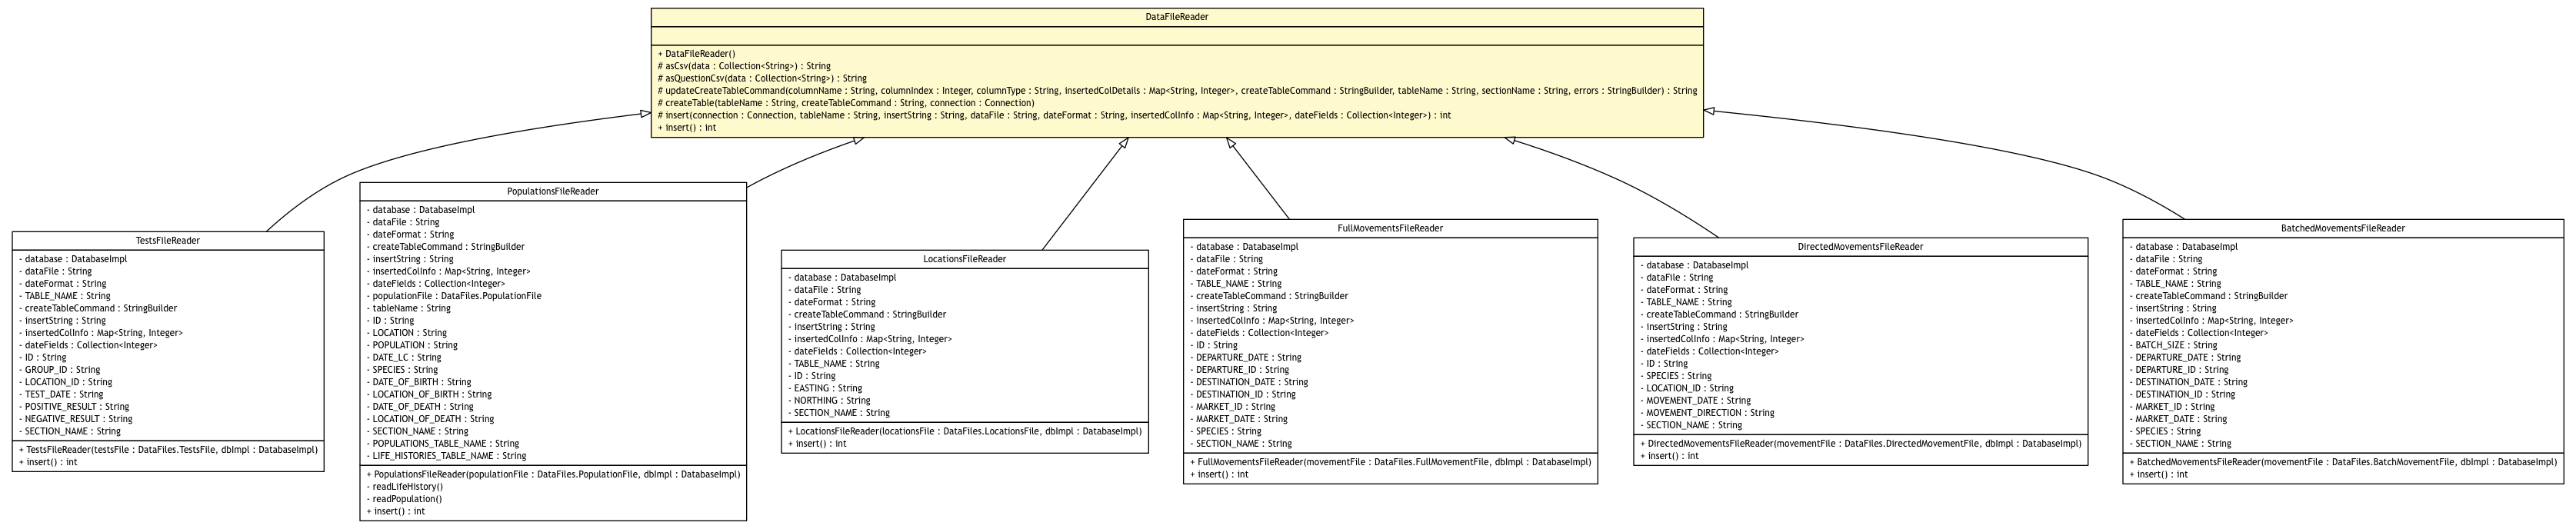 DataFileReader
+ DataFileReader()
# asCsv(data : Collection<String>) : String
# asQuestionCsv(data : Collection<String>) : String
# updateCreateTableCommand(columnName : String, columnIndex : Integer, columnType : String, insertedColDetails : Map<String, Integer>, createTableCommand : StringBuilder, tableName : String, sectionName : String, errors : StringBuilder) : String
# createTable(tableName : String, createTableCommand : String, connection : Connection)
# insert(connection : Connection, tableName : String, insertString : String, dataFile : String, dateFormat : String, insertedColInfo : Map<String, Integer>, dateFields : Collection<Integer>) : int
+ insert() : int
TestsFileReader
- database : DatabaseImpl
- dataFile : String
- dateFormat : String
- TABLE_NAME : String
- createTableCommand : StringBuilder
- insertString : String
- insertedColInfo : Map<String, Integer>
- dateFields : Collection<Integer>
- ID : String
- GROUP_ID : String
- LOCATION_ID : String
- TEST_DATE : String
- POSITIVE_RESULT : String
- NEGATIVE_RESULT : String
- SECTION_NAME : String
+ TestsFileReader(testsFile : DataFiles.TestsFile, dbImpl : DatabaseImpl)
+ insert() : int
PopulationsFileReader
- database : DatabaseImpl
- dataFile : String
- dateFormat : String
- createTableCommand : StringBuilder
- insertString : String
- insertedColInfo : Map<String, Integer>
- dateFields : Collection<Integer>
- populationFile : DataFiles.PopulationFile
- tableName : String
- ID : String
- LOCATION : String
- POPULATION : String
- DATE_LC : String
- SPECIES : String
- DATE_OF_BIRTH : String
- LOCATION_OF_BIRTH : String
- DATE_OF_DEATH : String
- LOCATION_OF_DEATH : String
- SECTION_NAME : String
- POPULATIONS_TABLE_NAME : String
- LIFE_HISTORIES_TABLE_NAME : String
+ PopulationsFileReader(populationFile : DataFiles.PopulationFile, dbImpl : DatabaseImpl)
- readLifeHistory()
- readPopulation()
+ insert() : int
LocationsFileReader
- database : DatabaseImpl
- dataFile : String
- dateFormat : String
- createTableCommand : StringBuilder
- insertString : String
- insertedColInfo : Map<String, Integer>
- dateFields : Collection<Integer>
- TABLE_NAME : String
- ID : String
- EASTING : String
- NORTHING : String
- SECTION_NAME : String
+ LocationsFileReader(locationsFile : DataFiles.LocationsFile, dbImpl : DatabaseImpl)
+ insert() : int
FullMovementsFileReader
- database : DatabaseImpl
- dataFile : String
- dateFormat : String
- TABLE_NAME : String
- createTableCommand : StringBuilder
- insertString : String
- insertedColInfo : Map<String, Integer>
- dateFields : Collection<Integer>
- ID : String
- DEPARTURE_DATE : String
- DEPARTURE_ID : String
- DESTINATION_DATE : String
- DESTINATION_ID : String
- MARKET_ID : String
- MARKET_DATE : String
- SPECIES : String
- SECTION_NAME : String
+ FullMovementsFileReader(movementFile : DataFiles.FullMovementFile, dbImpl : DatabaseImpl)
+ insert() : int
DirectedMovementsFileReader
- database : DatabaseImpl
- dataFile : String
- dateFormat : String
- TABLE_NAME : String
- createTableCommand : StringBuilder
- insertString : String
- insertedColInfo : Map<String, Integer>
- dateFields : Collection<Integer>
- ID : String
- SPECIES : String
- LOCATION_ID : String
- MOVEMENT_DATE : String
- MOVEMENT_DIRECTION : String
- SECTION_NAME : String
+ DirectedMovementsFileReader(movementFile : DataFiles.DirectedMovementFile, dbImpl : DatabaseImpl)
+ insert() : int
BatchedMovementsFileReader
- database : DatabaseImpl
- dataFile : String
- dateFormat : String
- TABLE_NAME : String
- createTableCommand : StringBuilder
- insertString : String
- insertedColInfo : Map<String, Integer>
- dateFields : Collection<Integer>
- BATCH_SIZE : String
- DEPARTURE_DATE : String
- DEPARTURE_ID : String
- DESTINATION_DATE : String
- DESTINATION_ID : String
- MARKET_ID : String
- MARKET_DATE : String
- SPECIES : String
- SECTION_NAME : String
+ BatchedMovementsFileReader(movementFile : DataFiles.BatchMovementFile, dbImpl : DatabaseImpl)
+ insert() : int